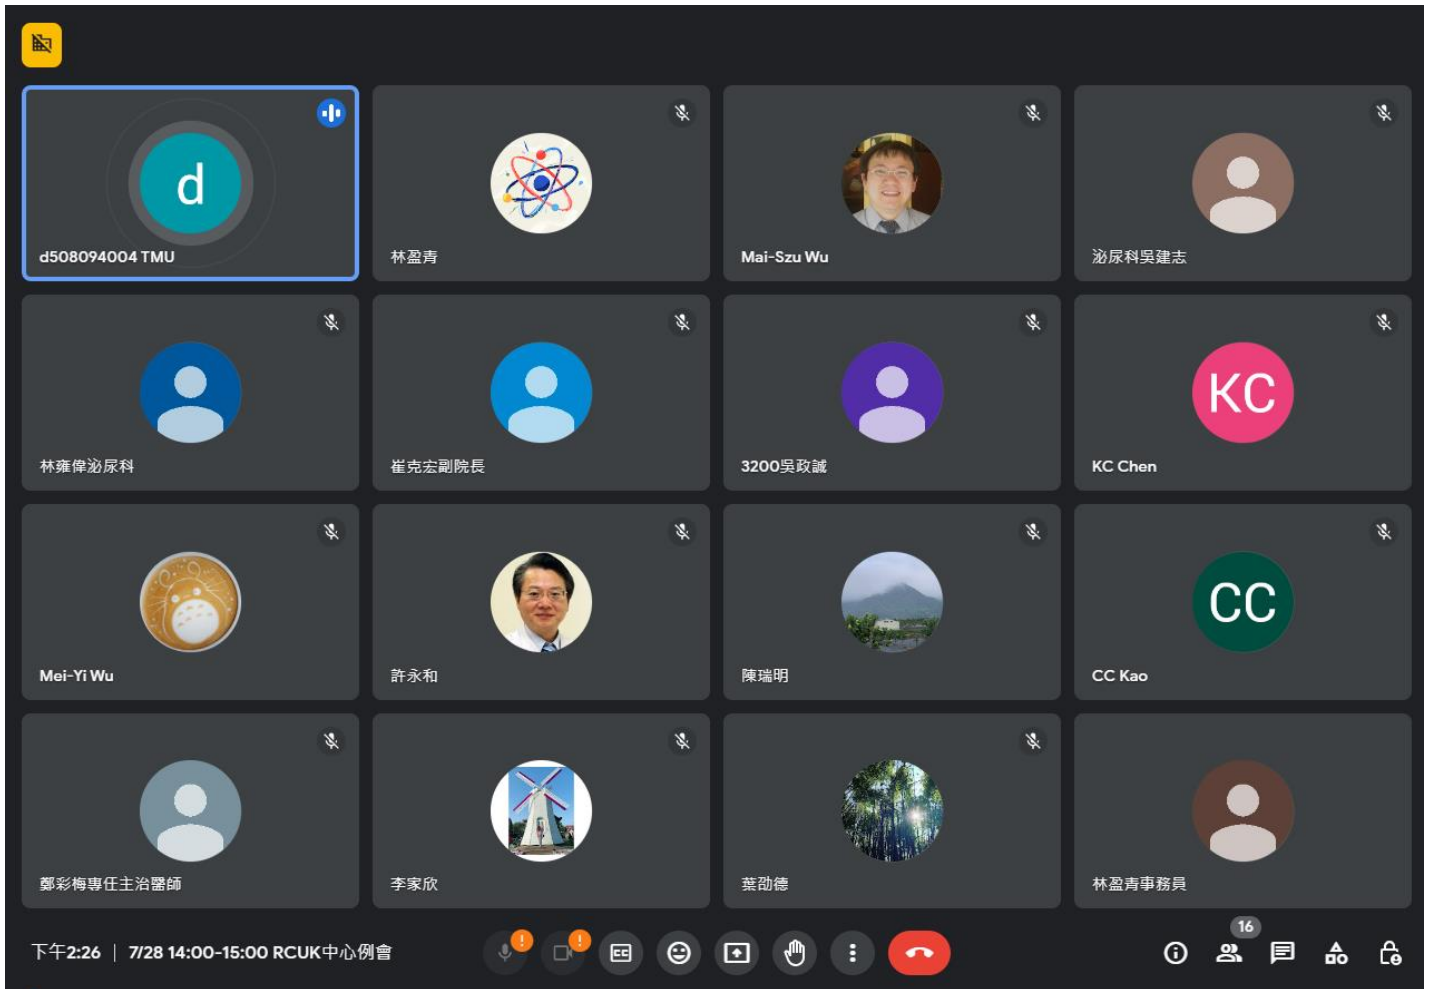 d
d508094004 TMU
林盈青
Mai-Szu Wu
泌尿科吳建志
林雍偉泌尿科
崔克宏副院長
3200吳政誠
KC
KC Chen
Mei-Yi Wu
許永和
陳瑞明
CC
CC Kao
鄭彩梅專任主治醫師
李家欣
葉劭德
林盈青事務員
下午2:26 | 7/28 14:00-15:00 RCUK中心例會
!
!
CC
16